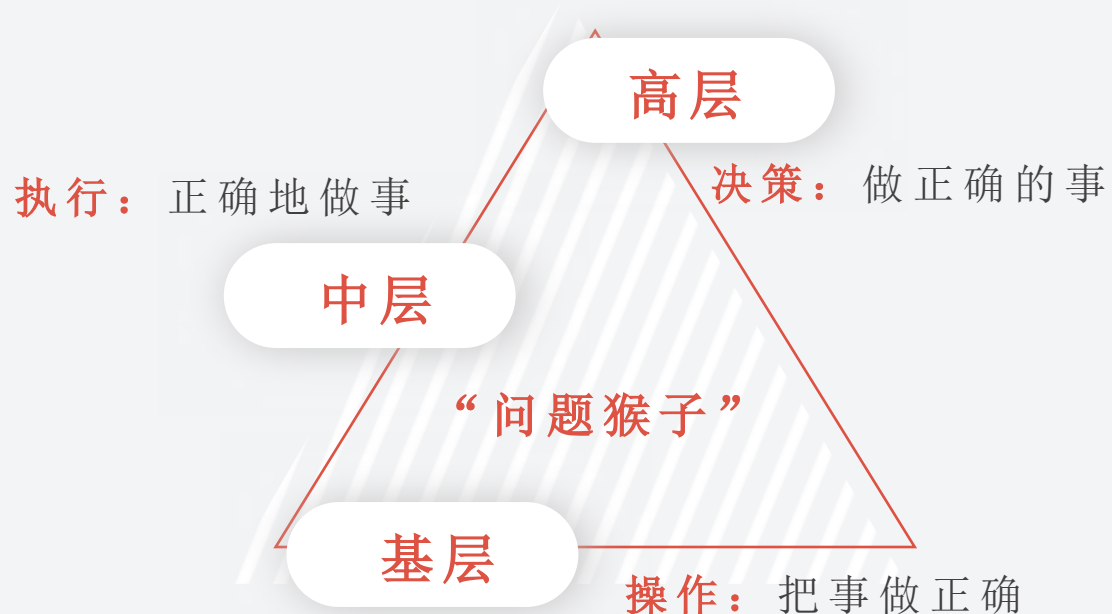 高层
执行：正确地做事
决策：做正确的事
中层
“问题猴子”
基层
操作：把事做正确